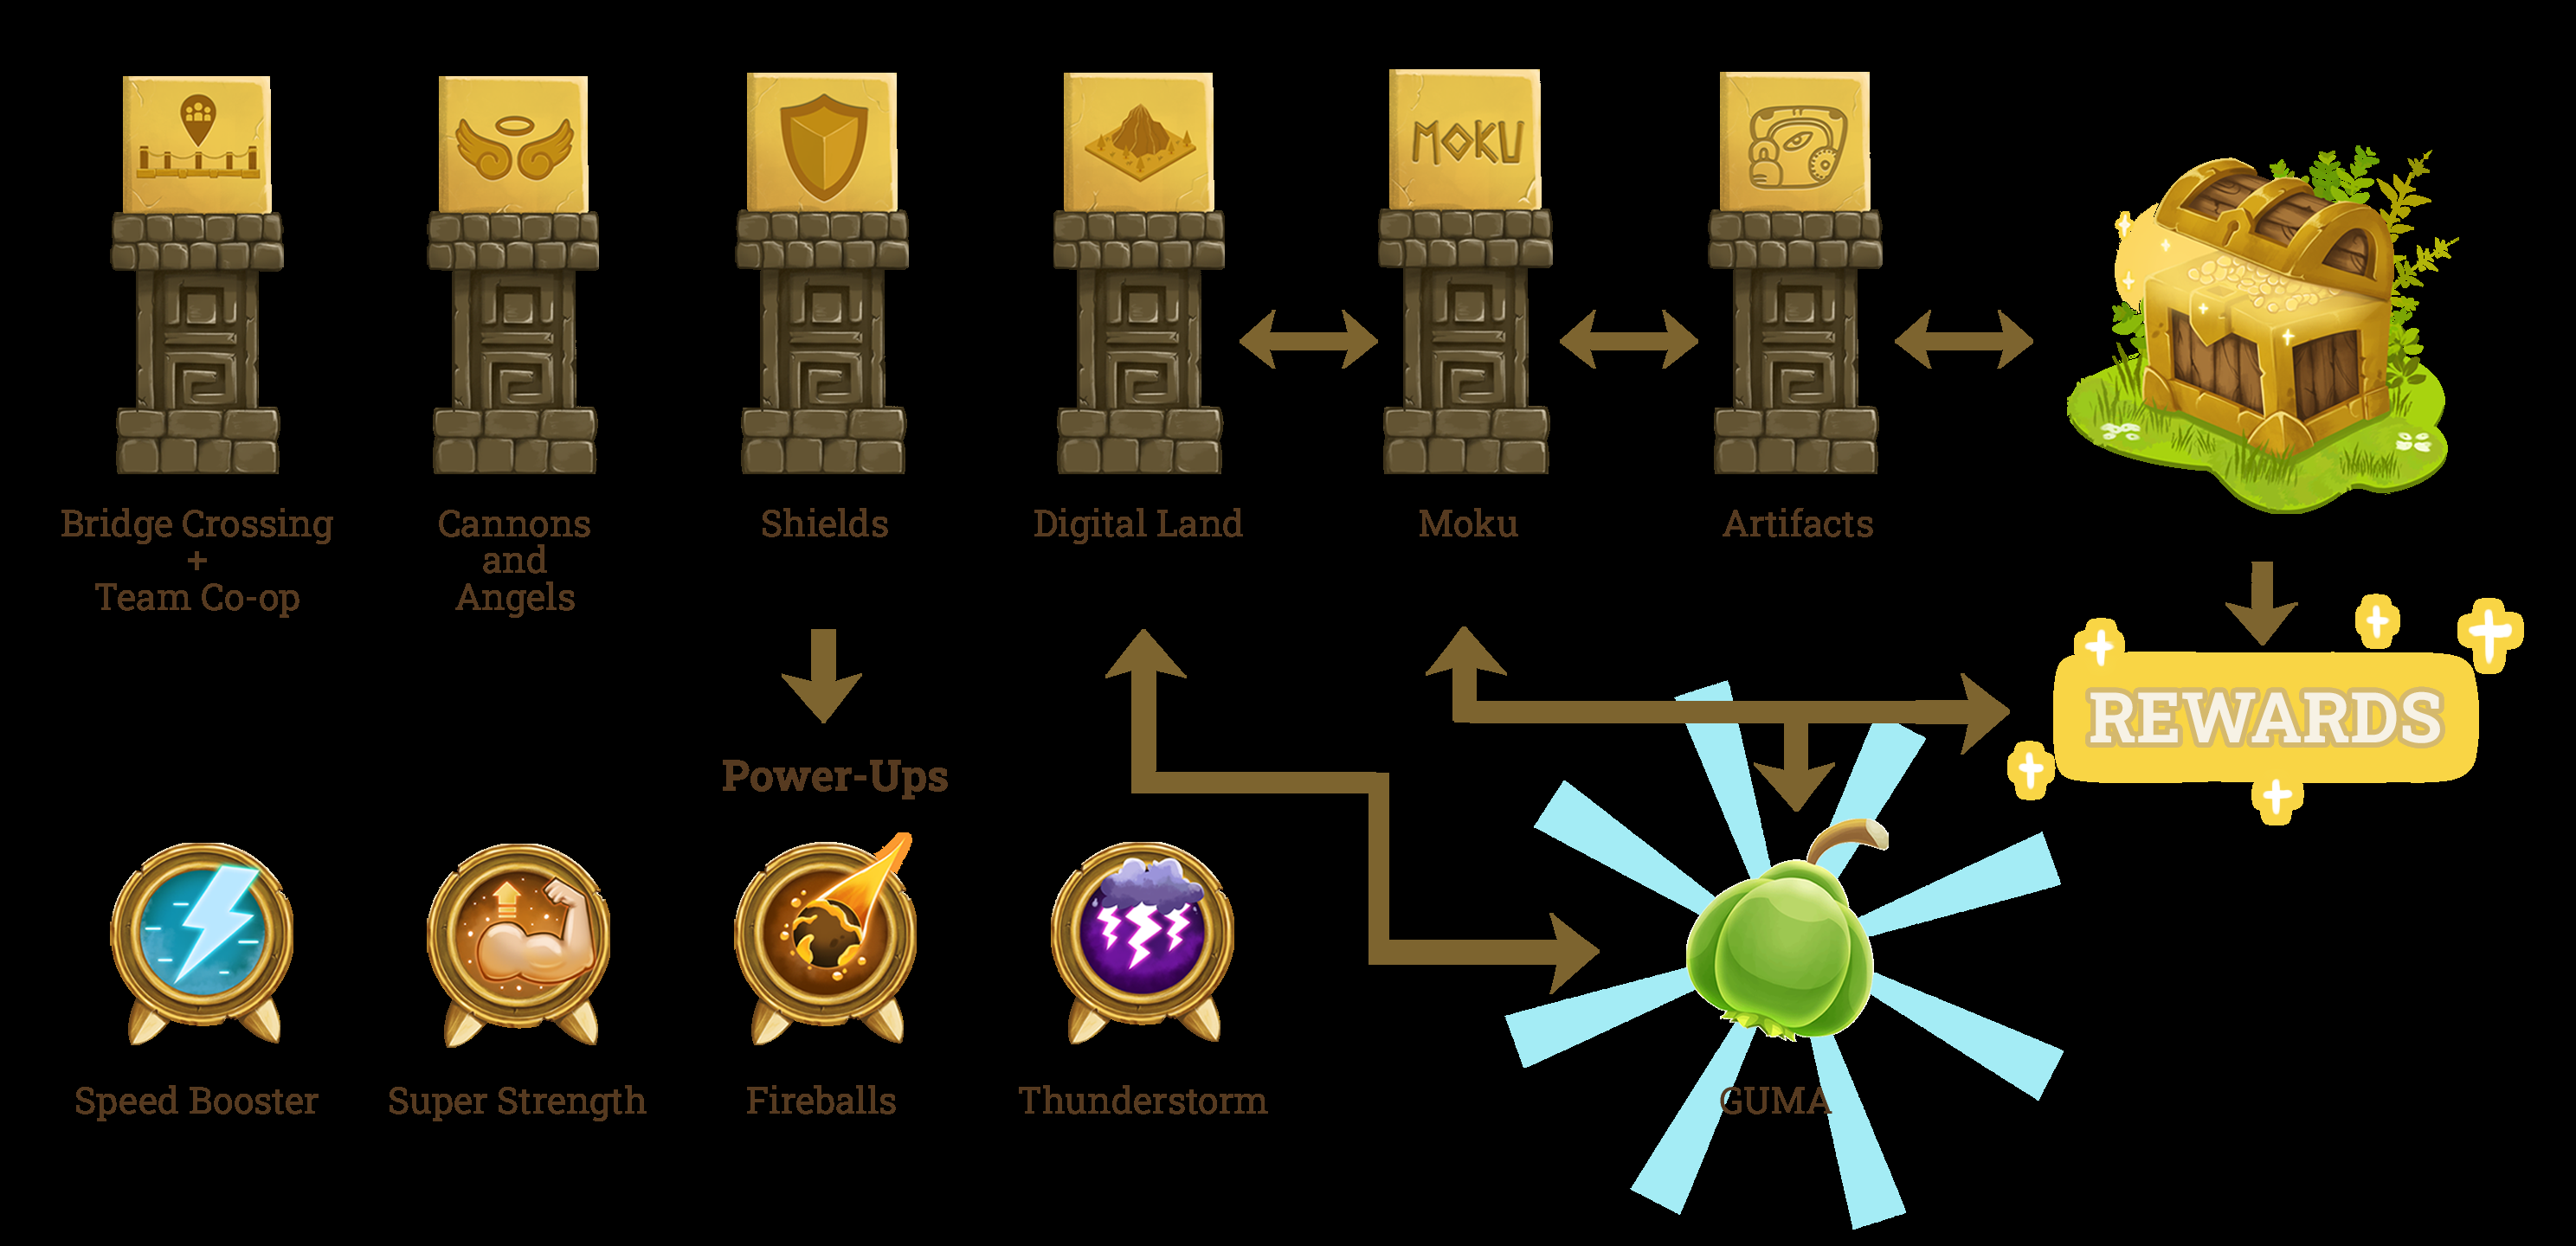 MOKU
Bridge Crossing
+
Team Co-op
Cannons
and
Angels
Shields
Digital Land
Moku
Artifacts
REWARDS
Power-Ups
Speed Booster
Super Strength
Fireballs
Thunderstorm
GUMA